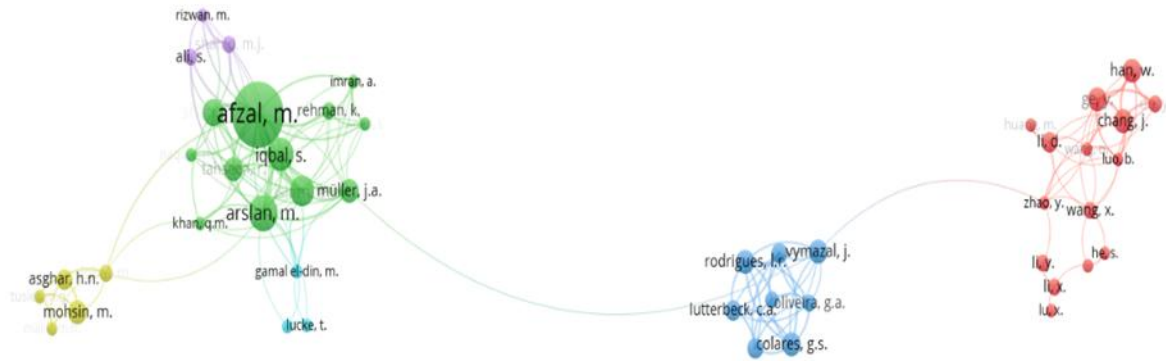 rizwan, m.
ali, s.
imran, a.
afzal, m.
rehman, k.
iqbal, s.
müller, j.a.
arslan, m.
khan, q.m.
gamal el-din, m.
lucke, t.
asghar, h.n.
mohsin, m.
vymazal, j.
rodrigues, l.r.
oliveira, g.a.
lutterbeck, c.a.
colares, g.s.
han, w.
ge, y.
chang, j.
li, d.
luo, b.
zhao, y.
wang, x.
he, s.
li, y.
li, x.
lu, x.